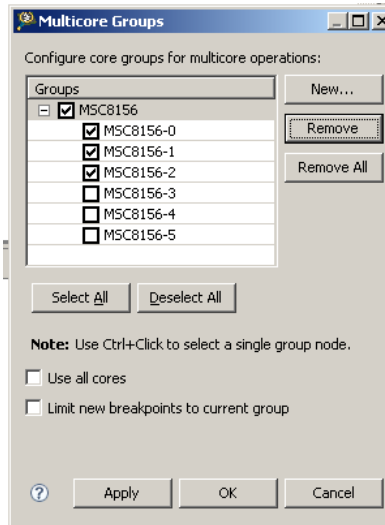 Multicore Groups
Configure core groups for multicore operations:
Groups
MSC8156
MSC8156-0
MSC8156-1
MSC8156-2
MSC8156-3
MSC8156-4
MSC8156-5
New...
Remove
Remove All
Select All
Deselect All
Note: Use Ctrl+Click to select a single group node.
Use all cores
Limit new breakpoints to current group
?
Apply
OK
Cancel